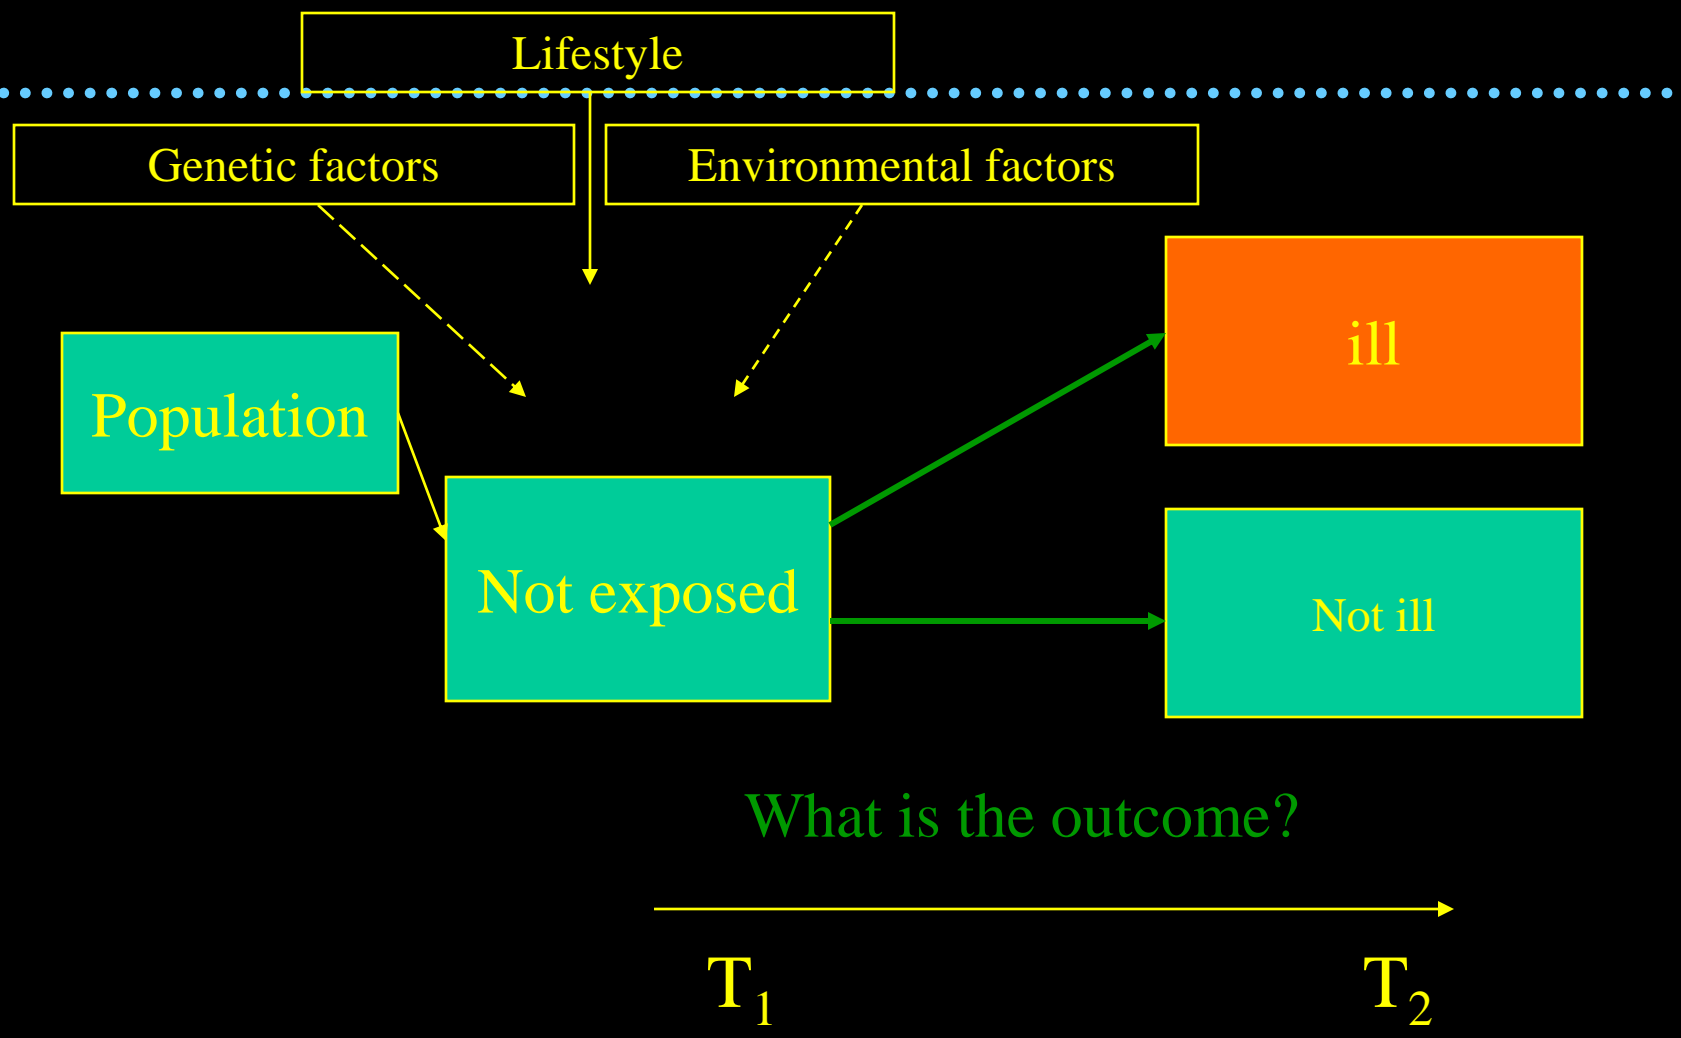 Lifestyle
Genetic factors
Environmental factors
ill
Population
Not exposed
Not ill
What is the outcome?
T₁
T₂